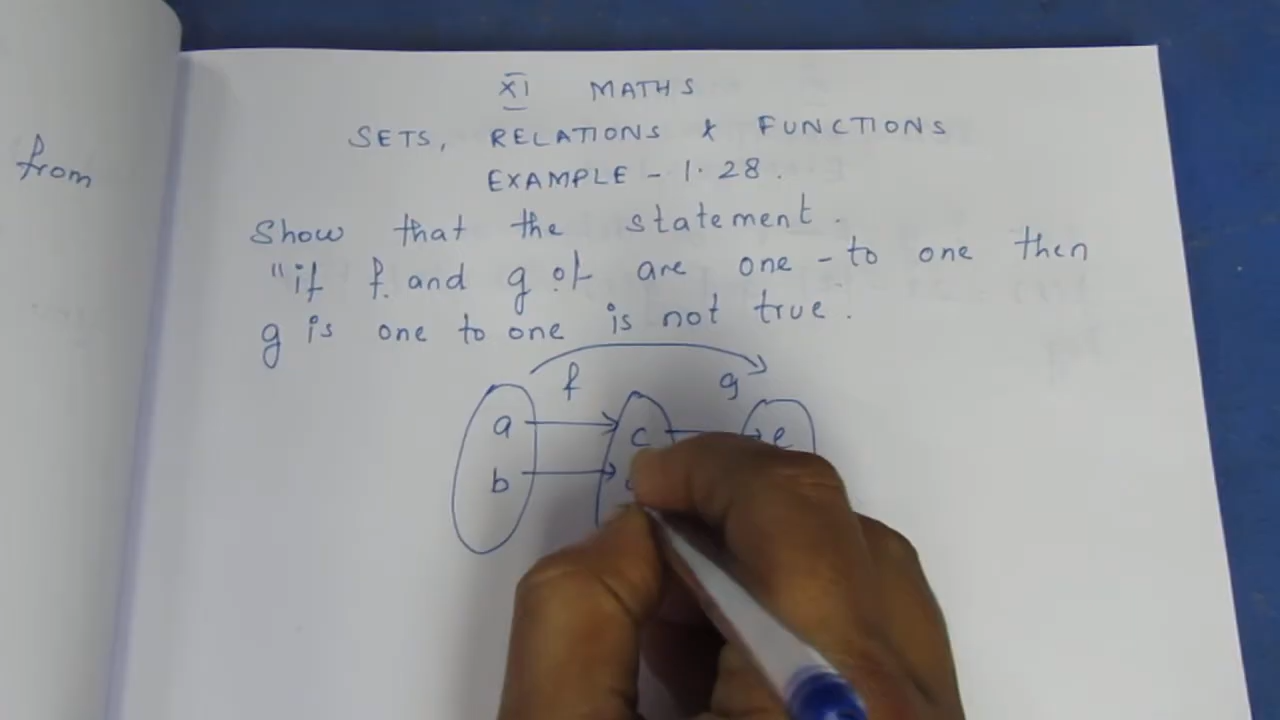 from
XI MATHS
SETS, RELATIONS & FUNCTIONS
EXAMPLE - 1.28.
Show that the statement.
"if f and gof are one - to one then
g is one to one is not true.
f g
a c e
b